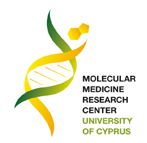 MOLECULAR
MEDICINE
RESEARCH
CENTER
UNIVERSITY
OF CYPRUS